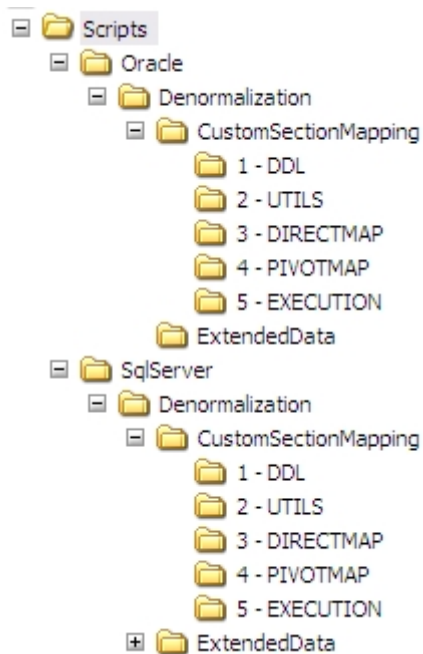 Scripts
Oracle
Denormalization
CustomSectionMapping
1 - DDL
2 - UTILS
3 - DIRECTMAP
4 - PIVOTMAP
5 - EXECUTION
ExtendedData
SqlServer
Denormalization
CustomSectionMapping
1 - DDL
2 - UTILS
3 - DIRECTMAP
4 - PIVOTMAP
5 - EXECUTION
ExtendedData